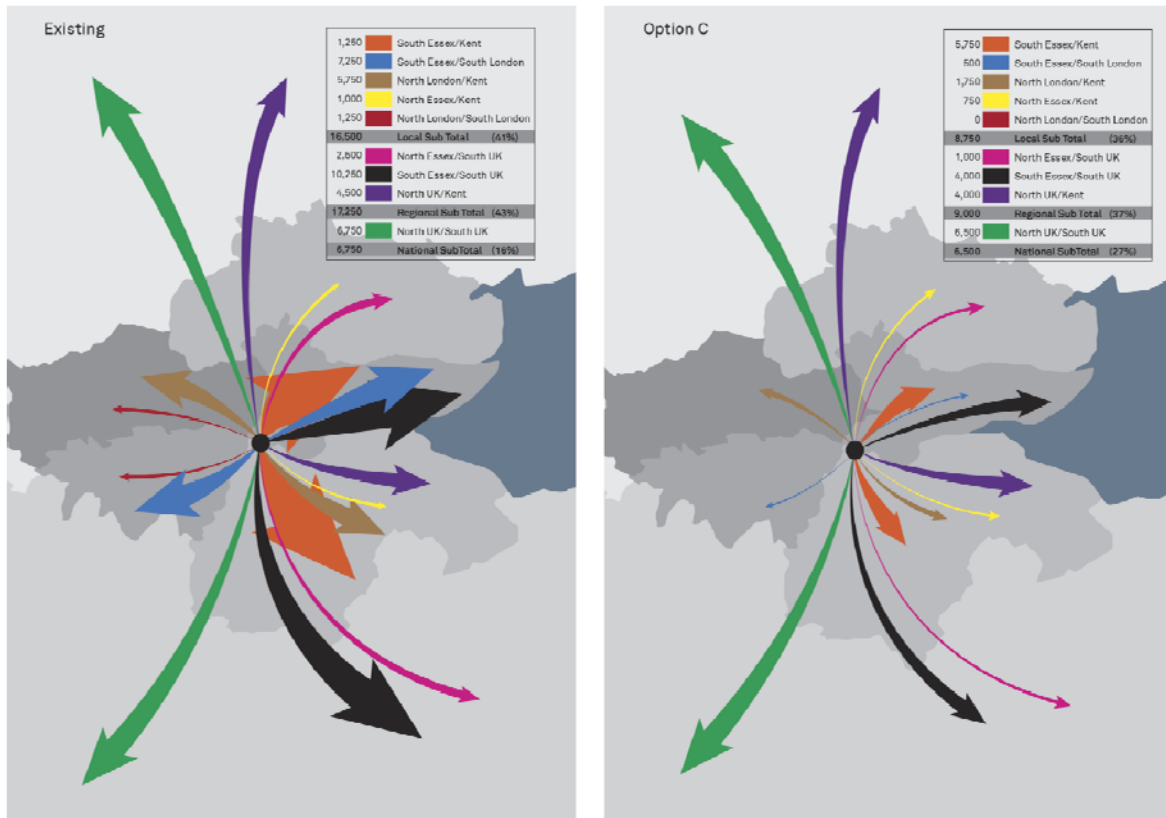 Existing
1,250 South Essex/Kent
7,250 South Essex/South London
5,750 North London/Kent
1,000 North Essex/Kent
1,250 North London/South London
16,500 Local Sub Total (41%)
2,500 North Essex/South UK
10,250 South Essex/South UK
4,500 North UK/Kent
17,250 Regional Sub Total (43%)
6,750 North UK/South UK
6,750 National SubTotal (16%)
Option C
5,750 South Essex/Kent
500 South Essex/South London
1,750 North London/Kent
750 North Essex/Kent
0 North London/South London
8,750 Local Sub Total (36%)
1,000 North Essex/South UK
4,000 South Essex/South UK
4,000 North UK/Kent
9,000 Regional Sub Total (37%)
6,500 North UK/South UK
6,500 National SubTotal (27%)